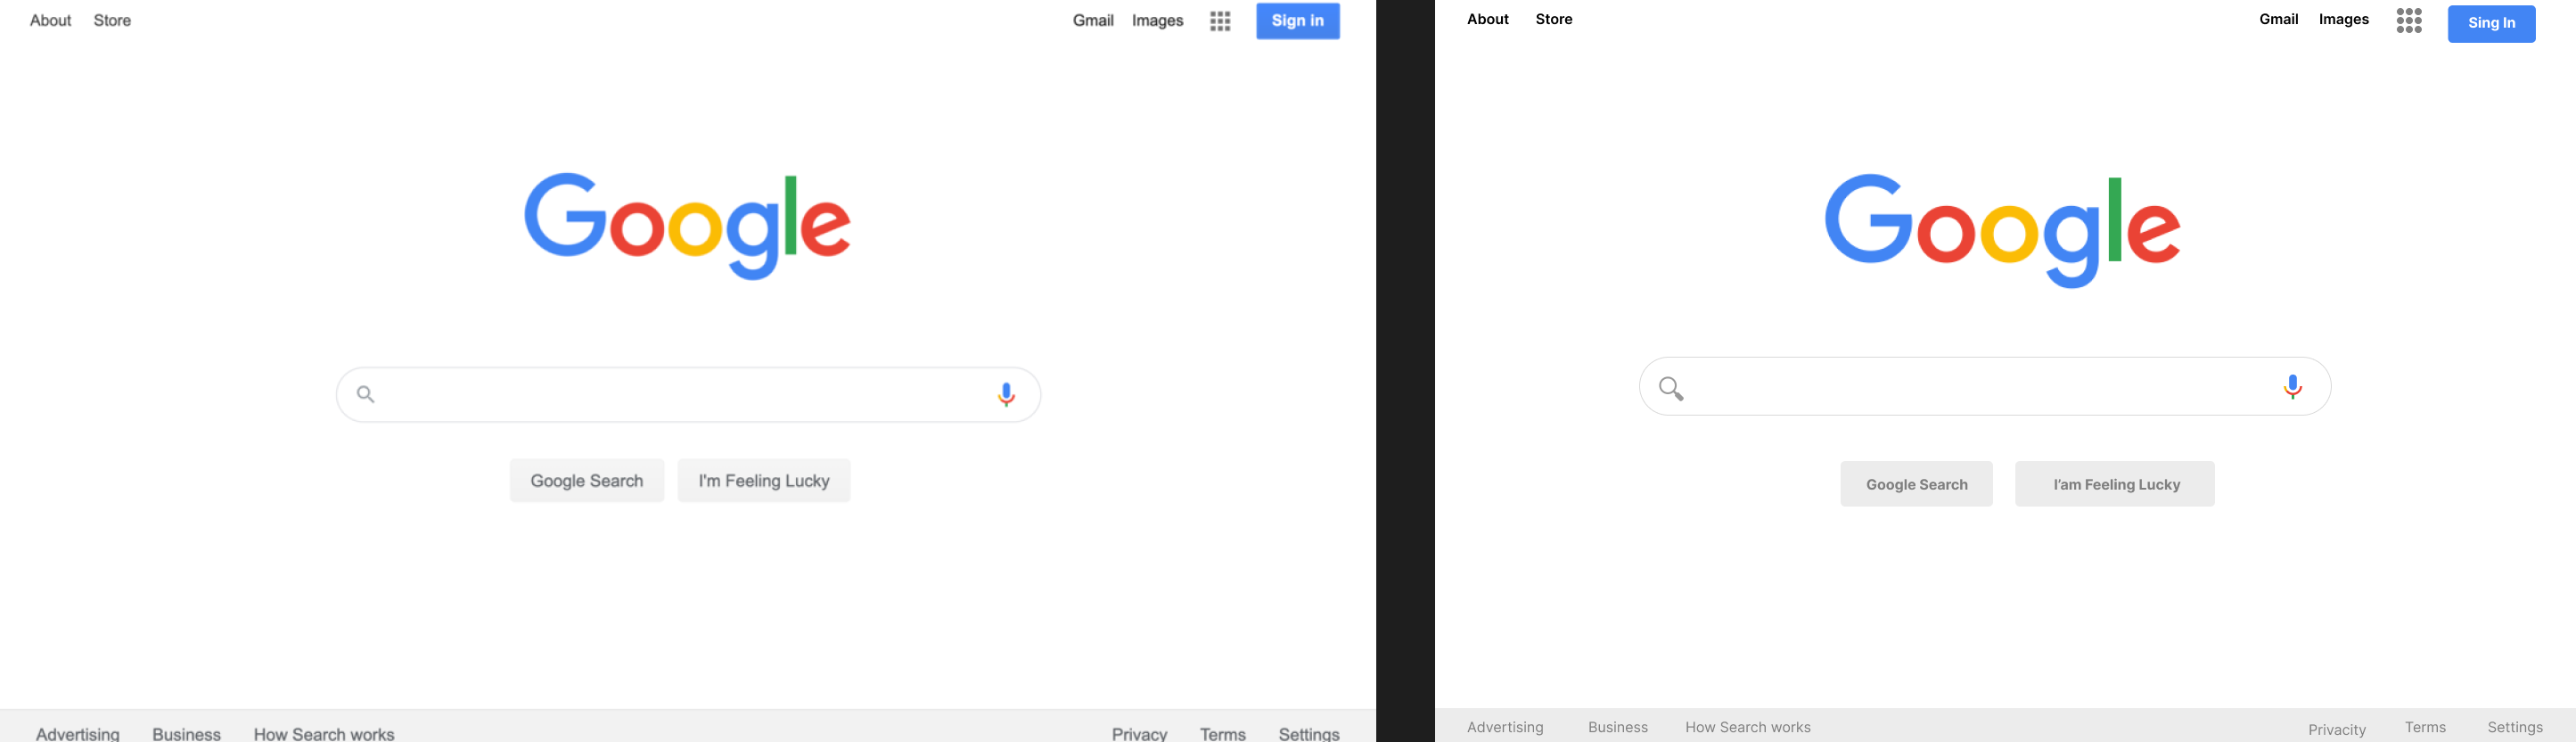 About Store Gmail Images Sign in
Google
Google Search I'm Feeling Lucky
Advertising Business How Search works Privacy Terms Settings
About Store Gmail Images Sing In
Google
Google Search I’am Feeling Lucky
Advertising Business How Search works Privacity Terms Settings